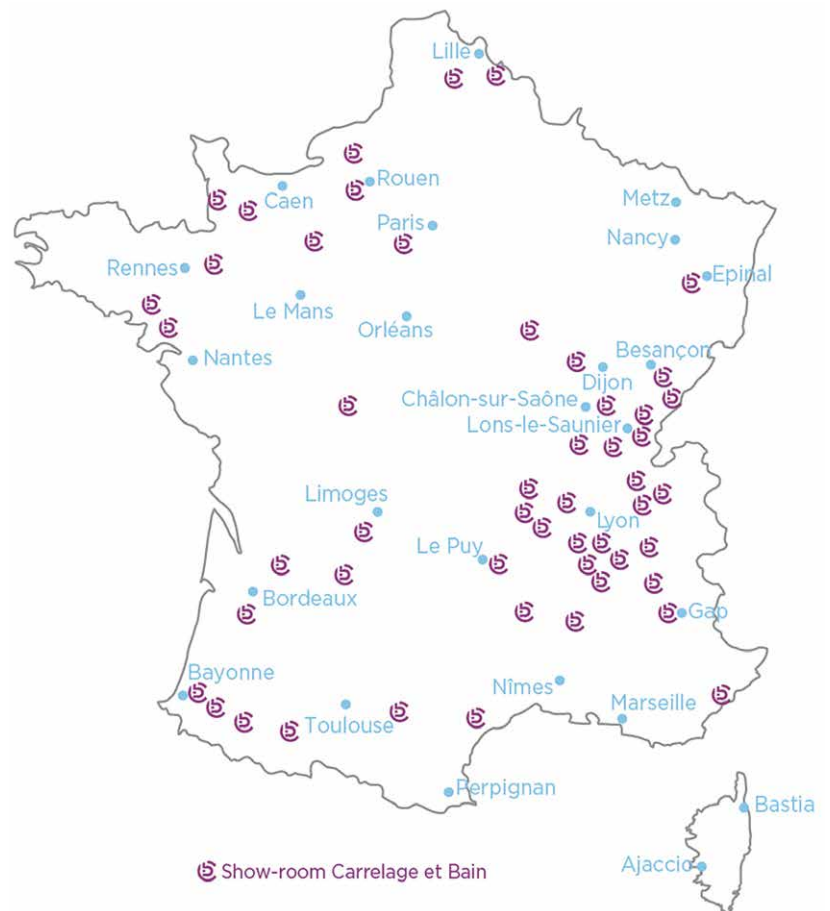 Lille
Rouen
Caen
Metz
Paris
Nancy
Rennes
Epinal
Le Mans
Orléans
Besançon
Nantes
Dijon
Châlon-sur-Saône
Lons-le-Saunier
Limoges
Lyon
Le Puy
Bordeaux
Gap
Bayonne
Nîmes
Marseille
Toulouse
Perpignan
Bastia
Ajaccio
Show-room Carrelage et Bain